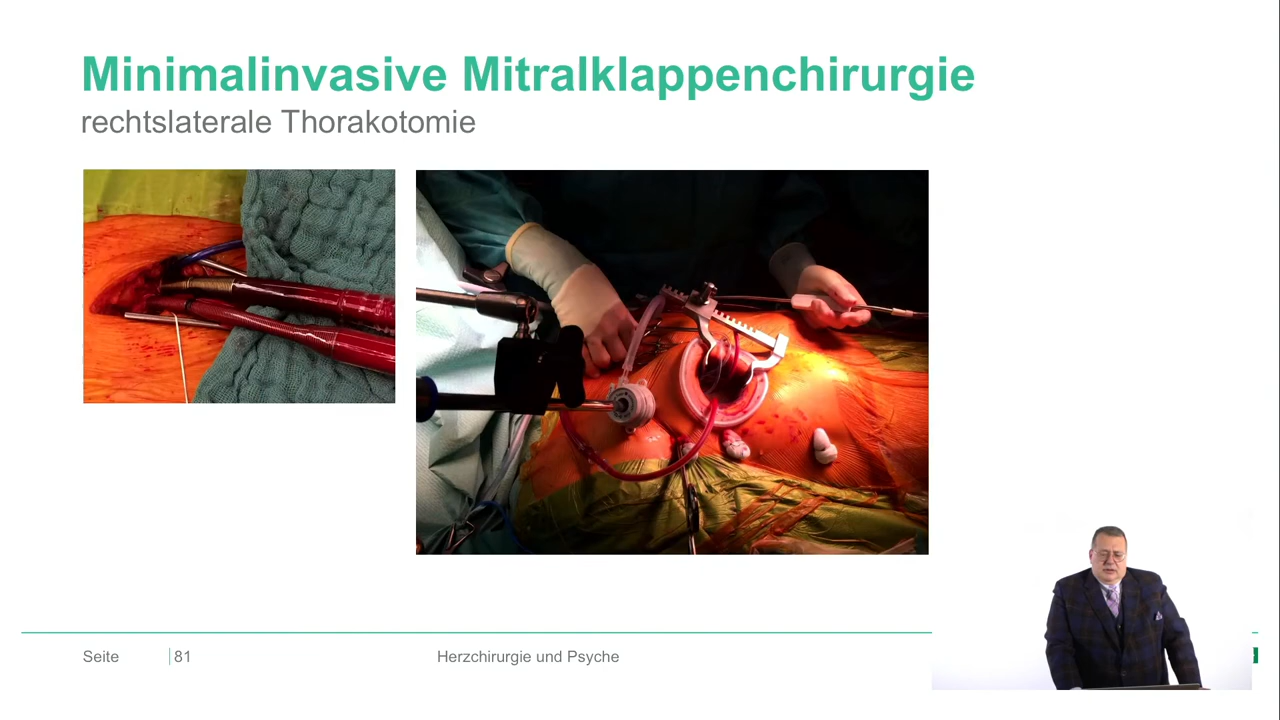 Minimalinvasive Mitralklappenchirurgie
rechtslaterale Thorakotomie
Seite 81 Herzchirurgie und Psyche